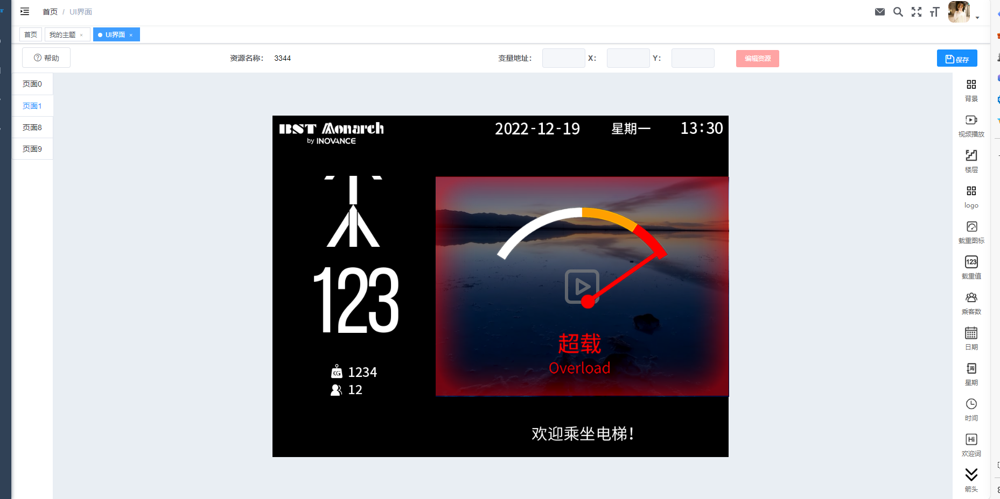 首页 / UI界面
首页 我的主题 × UI界面 ×
帮助 资源名称： 3344 变量地址： X： Y： 编辑资源 保存
页面0
页面1
页面8
页面9
BST Monarch
by INOVANCE
2022-12-19 星期一 13:30
123
KG 1234
12
超载
Overload
欢迎乘坐电梯！
背景
视频播放
楼层
logo
载重图标
123
载重值
乘客数
日期
周
星期
时间
Hi
欢迎词
箭头